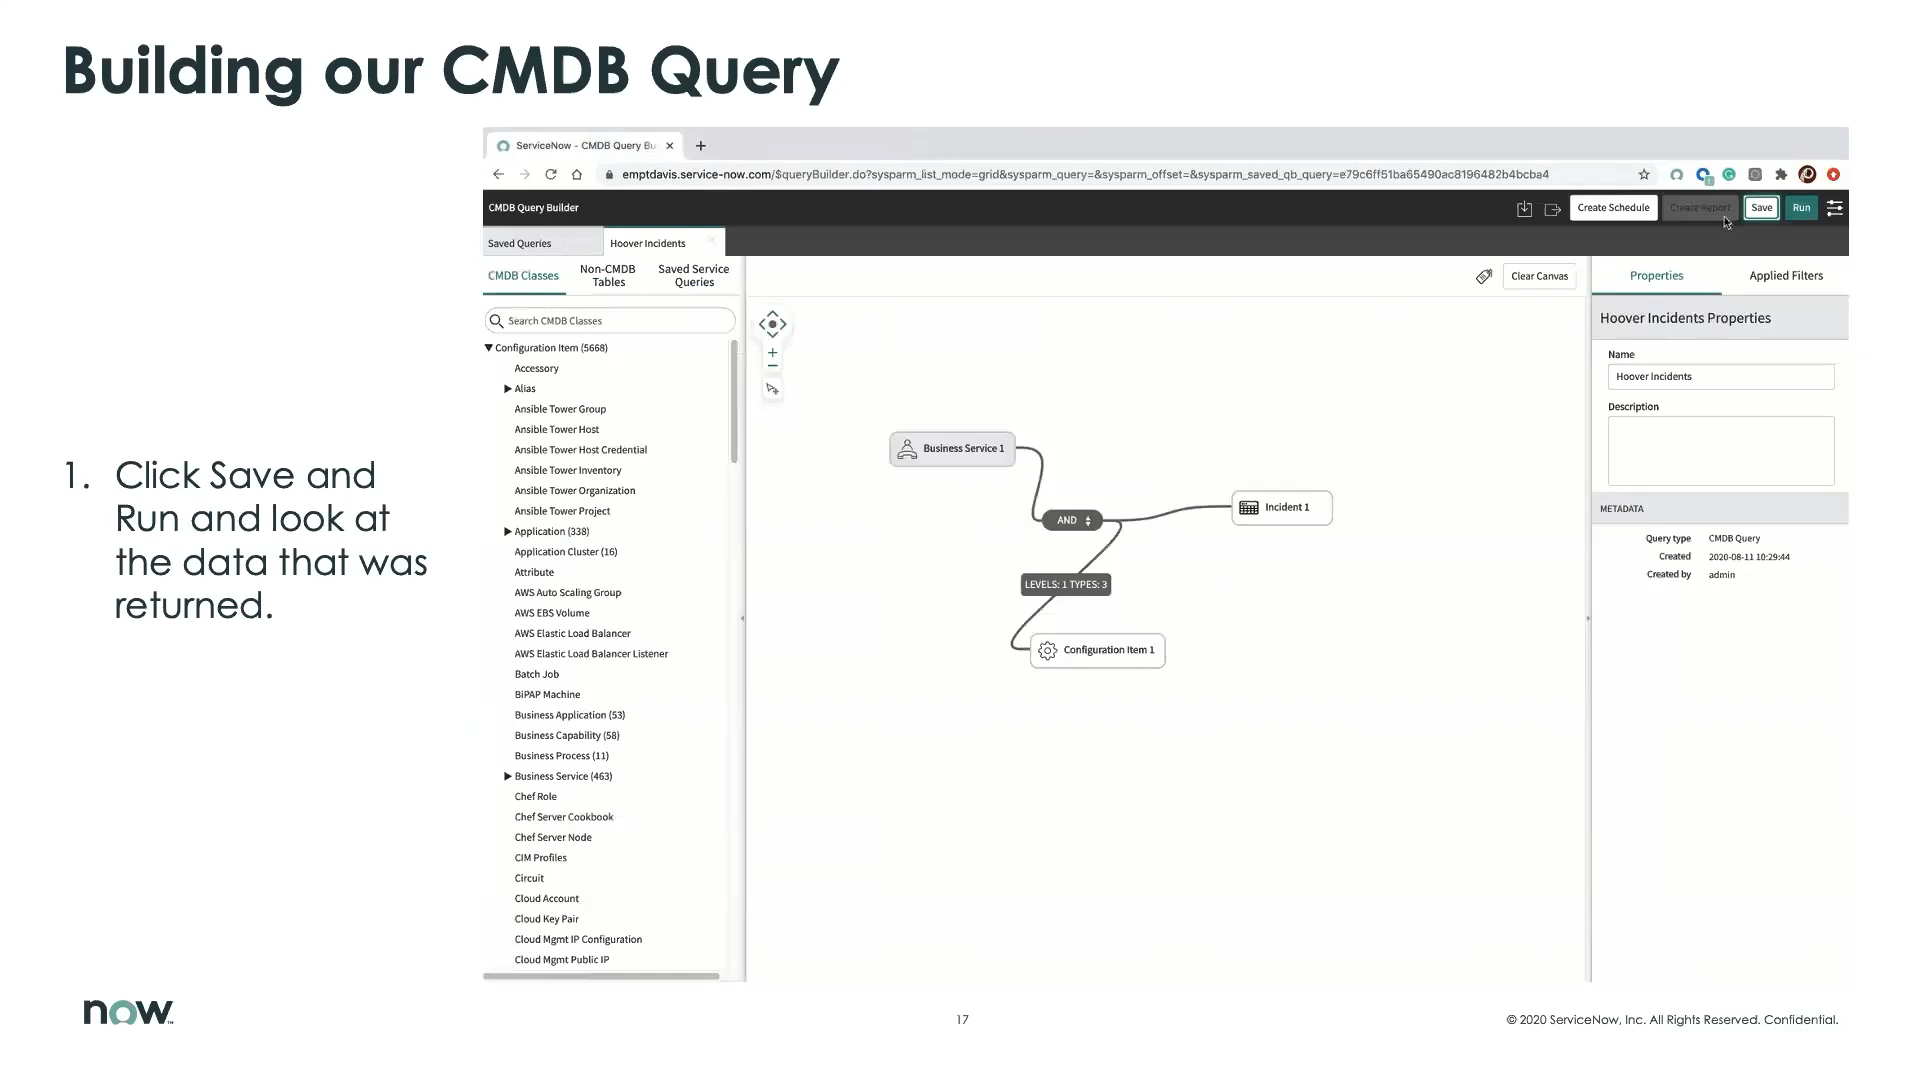 Building our CMDB Query
1. Click Save and
Run and look at
the data that was
returned.
ServiceNow - CMDB Query Bu
emptdavis.service-now.com/$queryBuilder.do?sysparm_list_mode=grid&sysparm_query=&sysparm_offset=&sysparm_saved_qb_query=e79c6ff51ba65490ac8196482b4bcba4
CMDB Query Builder
Create Schedule
Create Report
Save
Run
Saved Queries
Hoover Incidents
CMDB Classes
Non-CMDB
Tables
Saved Service
Queries
Clear Canvas
Properties
Applied Filters
Search CMDB Classes
Configuration Item (5668)
Accessory
Alias
Ansible Tower Group
Ansible Tower Host
Ansible Tower Host Credential
Ansible Tower Inventory
Ansible Tower Organization
Ansible Tower Project
Application (338)
Application Cluster (16)
Attribute
AWS Auto Scaling Group
AWS EBS Volume
AWS Elastic Load Balancer
AWS Elastic Load Balancer Listener
Batch Job
BiPAP Machine
Business Application (53)
Business Capability (58)
Business Process (11)
Business Service (463)
Chef Role
Chef Server Cookbook
Chef Server Node
CIM Profiles
Circuit
Cloud Account
Cloud Key Pair
Cloud Mgmt IP Configuration
Cloud Mgmt Public IP
Business Service 1
AND
Incident 1
LEVELS: 1 TYPES: 3
Configuration Item 1
Hoover Incidents Properties
Name
Hoover Incidents
Description
METADATA
Query type CMDB Query
Created 2020-08-11 10:29:44
Created by admin
now
17
© 2020 ServiceNow, Inc. All Rights Reserved. Confidential.